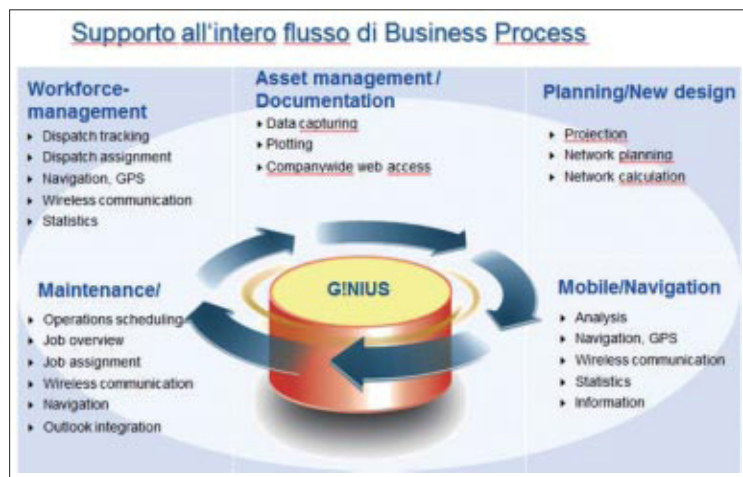 Supporto all'intero flusso di Business Process
Workforce-
management
Dispatch tracking
Dispatch assignment
Navigation, GPS
Wireless communication
Statistics
Asset management /
Documentation
Data capturing
Plotting
Companywide web access
Planning/New design
Projection
Network planning
Network calculation
G!NIUS
Maintenance/
Operations scheduling
Job overview
Job assignment
Wireless communication
Navigation
Outlook integration
Mobile/Navigation
Analysis
Navigation, GPS
Wireless communication
Statistics
Information